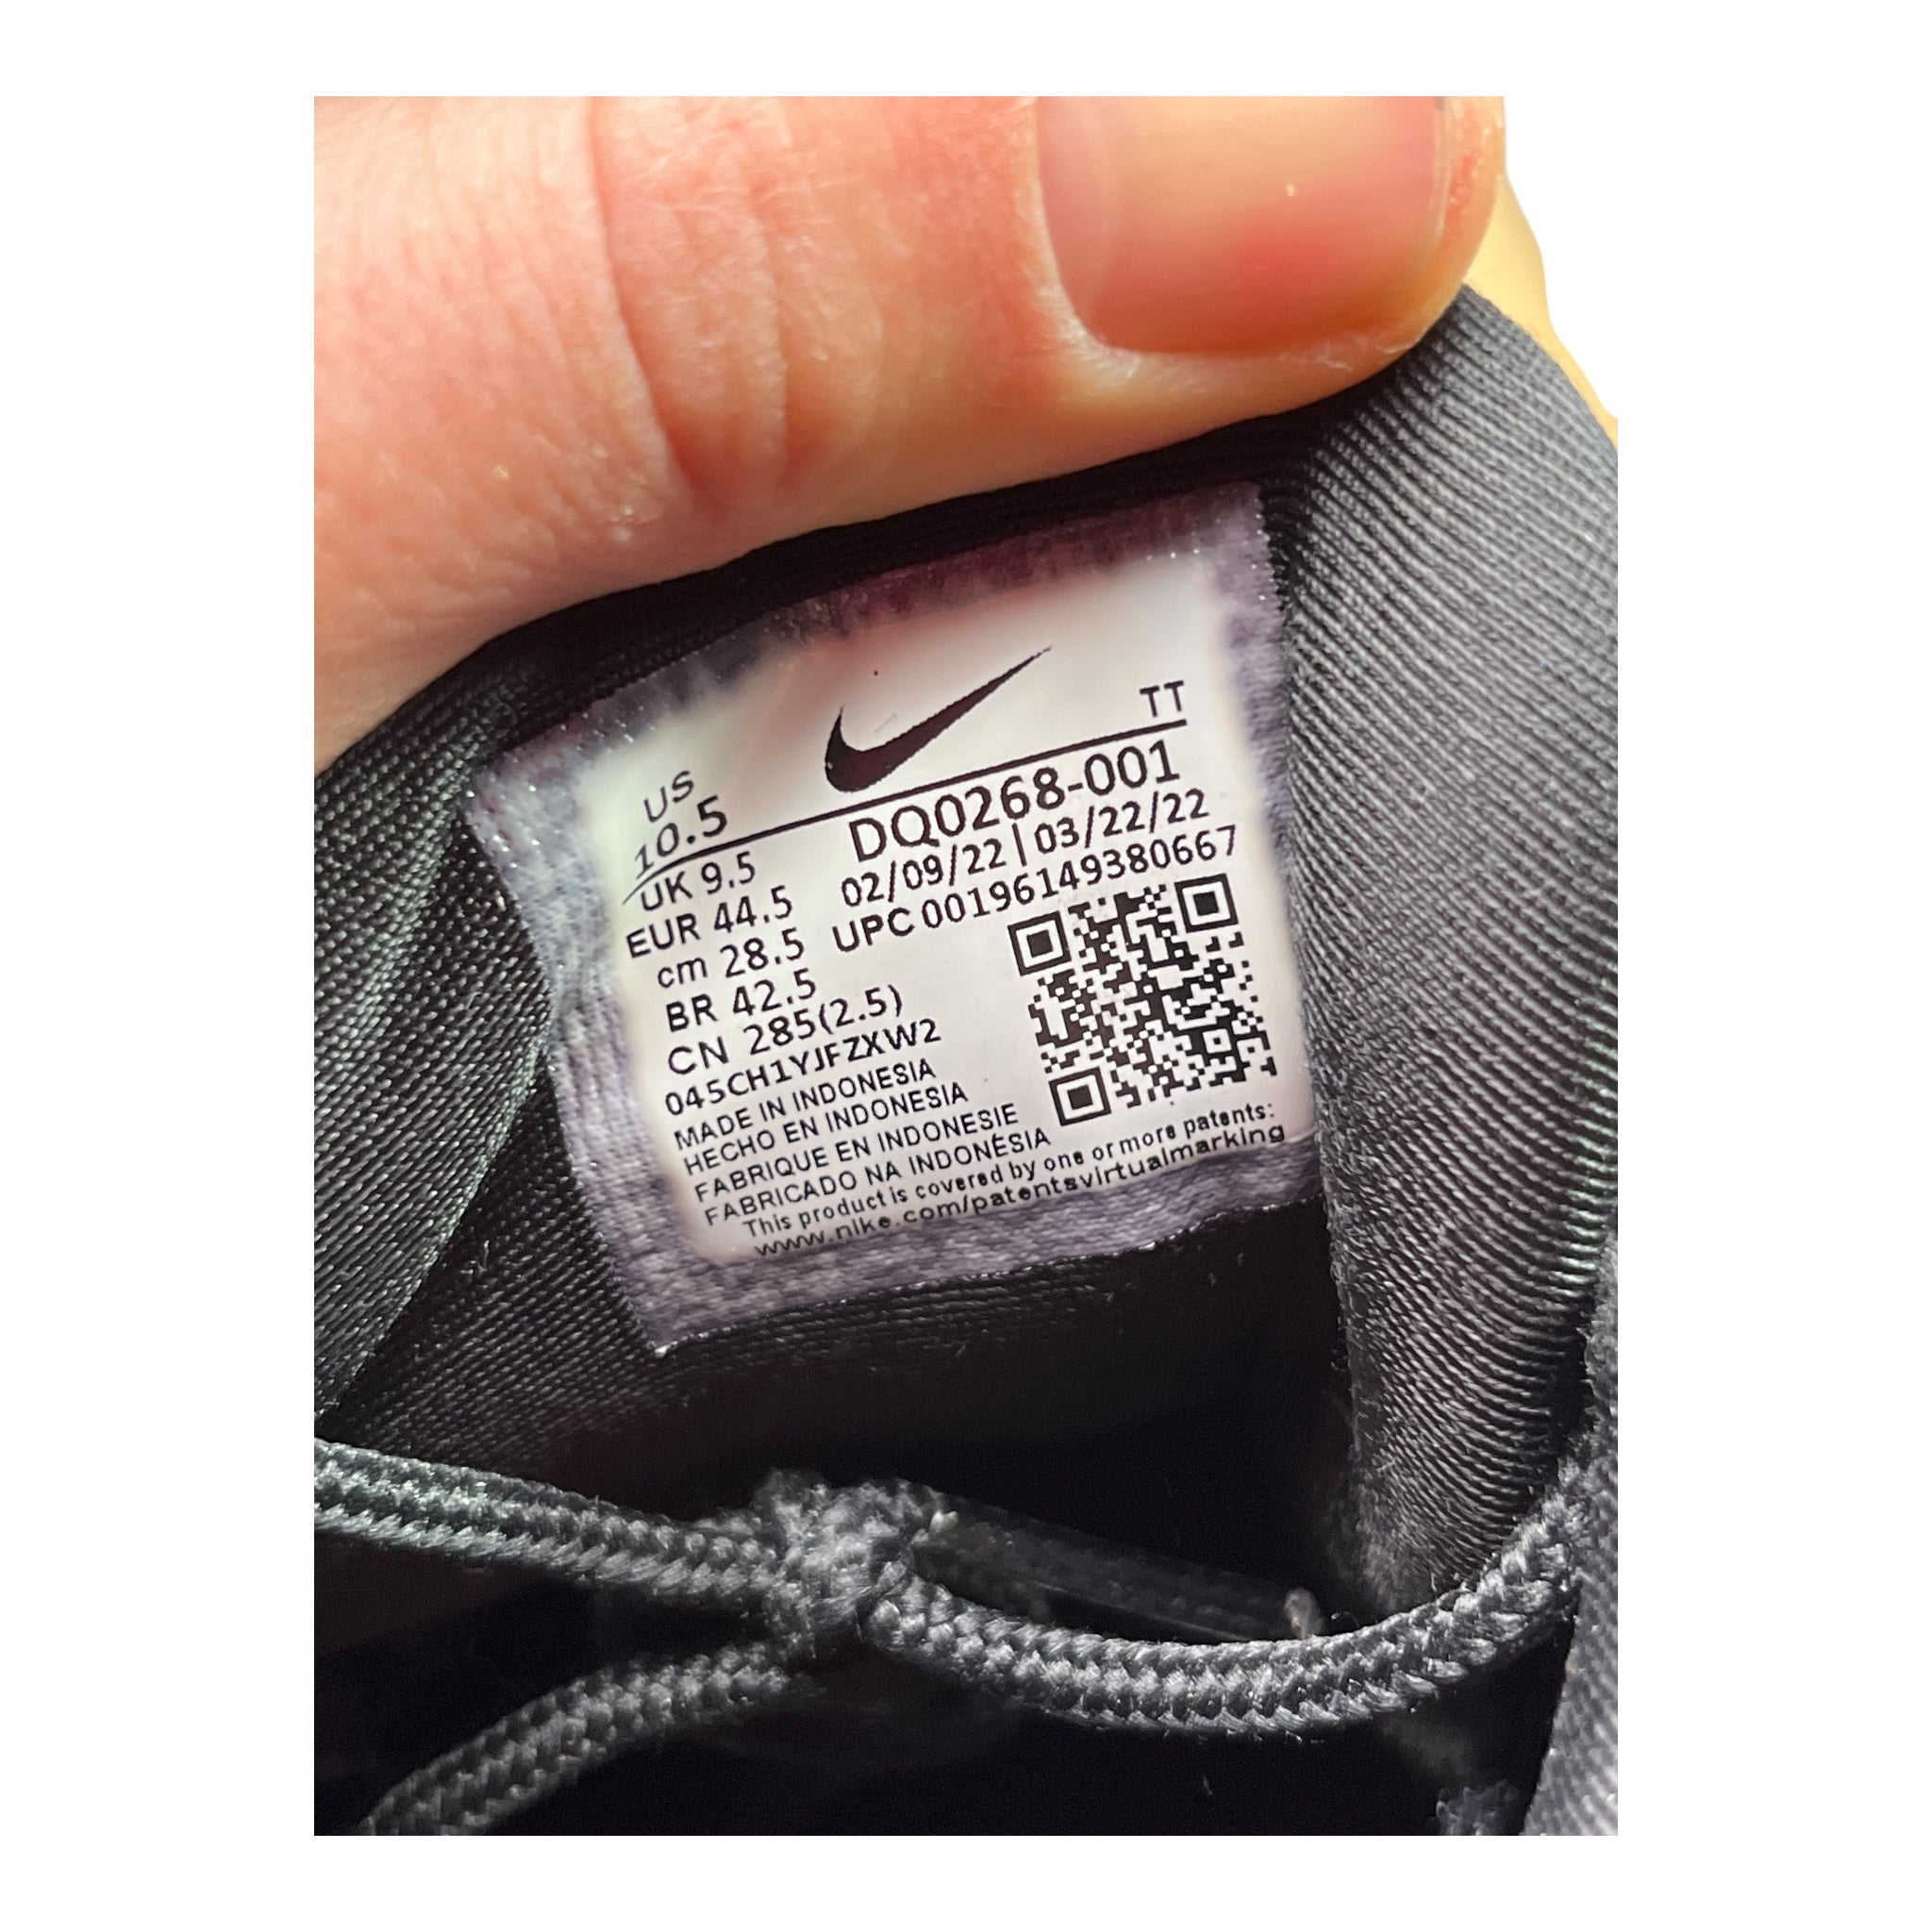 TT
US
10.5
DQ0268-001
UK 9.5
02/09/22 | 03/22/22
EUR 44.5
UPC 00196149380667
cm 28.5
BR 42.5
CN 285(2.5)
045CH1YJFZXW2
MADE IN INDONESIA
HECHO EN INDONESIA
FABRIQUE EN INDONESIE
FABRICADO NA INDONÉSIA
This product is covered by one or more patents:
www.nike.com/patentsvirtualmarking